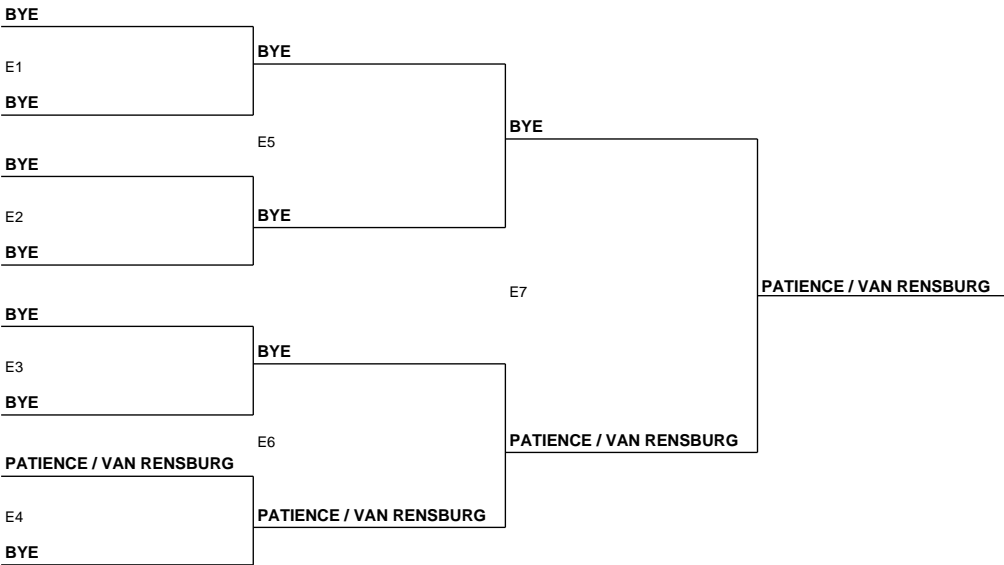 BYE
E1
BYE
BYE
E2
BYE
BYE
E3
BYE
PATIENCE / VAN RENSBURG
E4
BYE
BYE
E5
BYE
BYE
E6
PATIENCE / VAN RENSBURG
BYE
E7
PATIENCE / VAN RENSBURG
PATIENCE / VAN RENSBURG